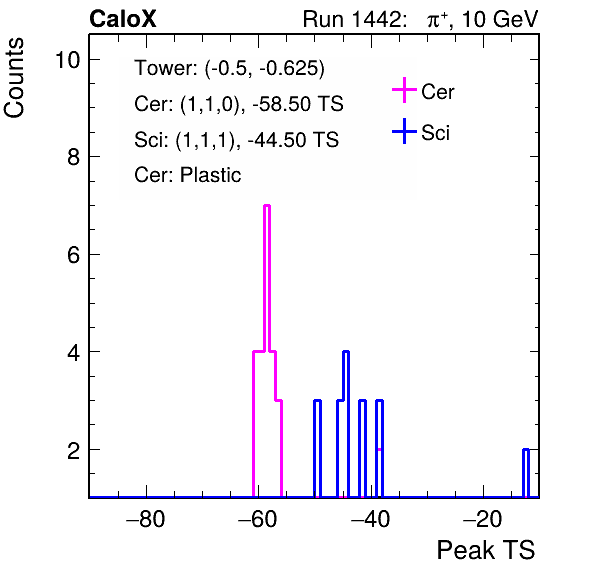 CaloX Run 1442: π⁺, 10 GeV
Counts
Tower: (-0.5, -0.625)
Cer: (1,1,0), -58.50 TS
Sci: (1,1,1), -44.50 TS
Cer: Plastic
Cer
Sci
10
8
6
4
2
−80 −60 −40 −20
Peak TS